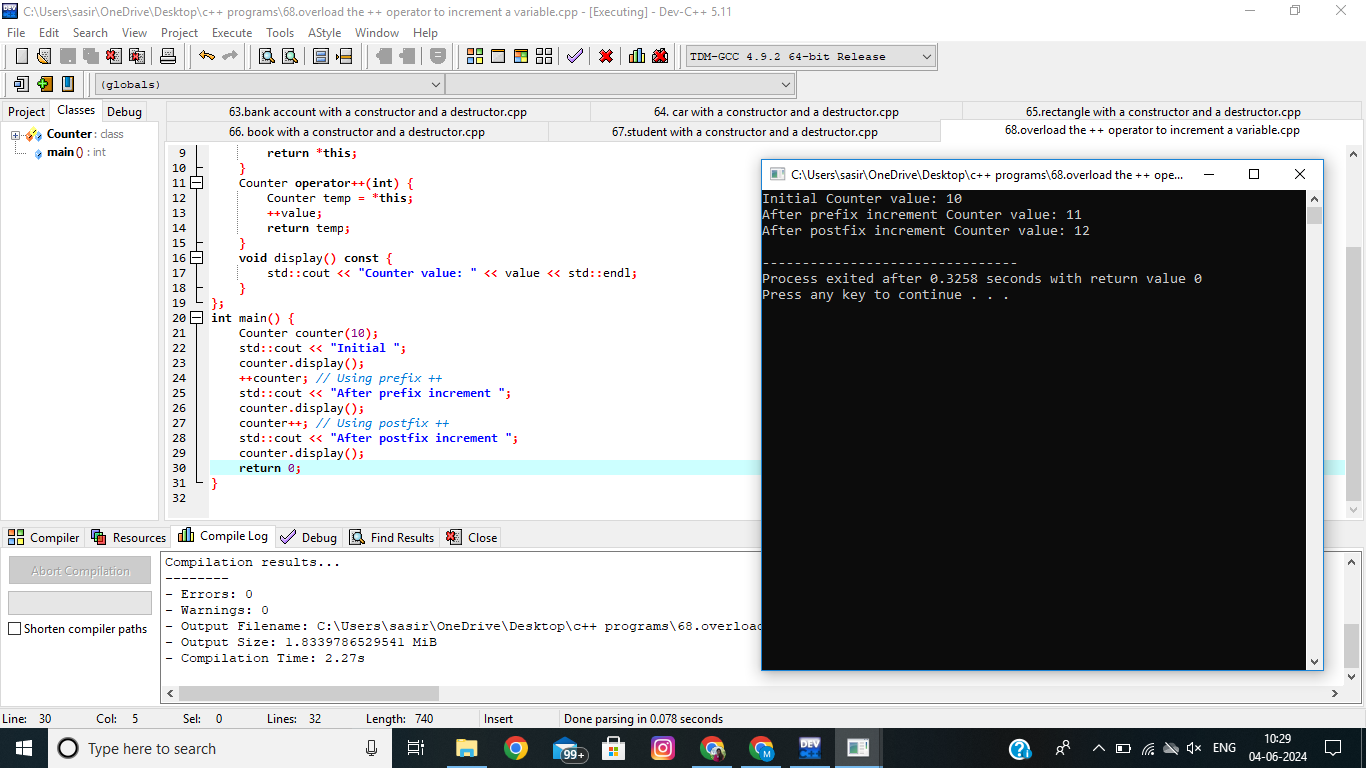 C:\Users\sasir\OneDrive\Desktop\c++ programs\68.overload the ++ operator to increment a variable.cpp - [Executing] - Dev-C++ 5.11
File Edit Search View Project Execute Tools AStyle Window Help
TDM-GCC 4.9.2 64-bit Release
(globals)
Project Classes Debug
63.bank account with a constructor and a destructor.cpp 64. car with a constructor and a destructor.cpp 65.rectangle with a constructor and a destructor.cpp
66. book with a constructor and a destructor.cpp 67.student with a constructor and a destructor.cpp 68.overload the ++ operator to increment a variable.cpp
Counter : class
main () : int
9 return *this;
10 }
11 Counter operator++(int) {
12 Counter temp = *this;
13 ++value;
14 return temp;
15 }
16 void display() const {
17 std::cout << "Counter value: " << value << std::endl;
18 }
19 };
20 int main() {
21 Counter counter(10);
22 std::cout << "Initial ";
23 counter.display();
24 ++counter; // Using prefix ++
25 std::cout << "After prefix increment ";
26 counter.display();
27 counter++; // Using postfix ++
28 std::cout << "After postfix increment ";
29 counter.display();
30 return 0;
31 }
32
C:\Users\sasir\OneDrive\Desktop\c++ programs\68.overload the ++ ope...
Initial Counter value: 10
After prefix increment Counter value: 11
After postfix increment Counter value: 12
--------------------------------
Process exited after 0.3258 seconds with return value 0
Press any key to continue . . .
Compiler Resources Compile Log Debug Find Results Close
Abort Compilation
Shorten compiler paths
Compilation results...
--------
- Errors: 0
- Warnings: 0
- Output Filename: C:\Users\sasir\OneDrive\Desktop\c++ programs\68.overload
- Output Size: 1.8339786529541 MiB
- Compilation Time: 2.27s
Line: 30 Col: 5 Sel: 0 Lines: 32 Length: 740 Insert Done parsing in 0.078 seconds
Type here to search
99+
DEV
M
ENG
10:29
04-06-2024